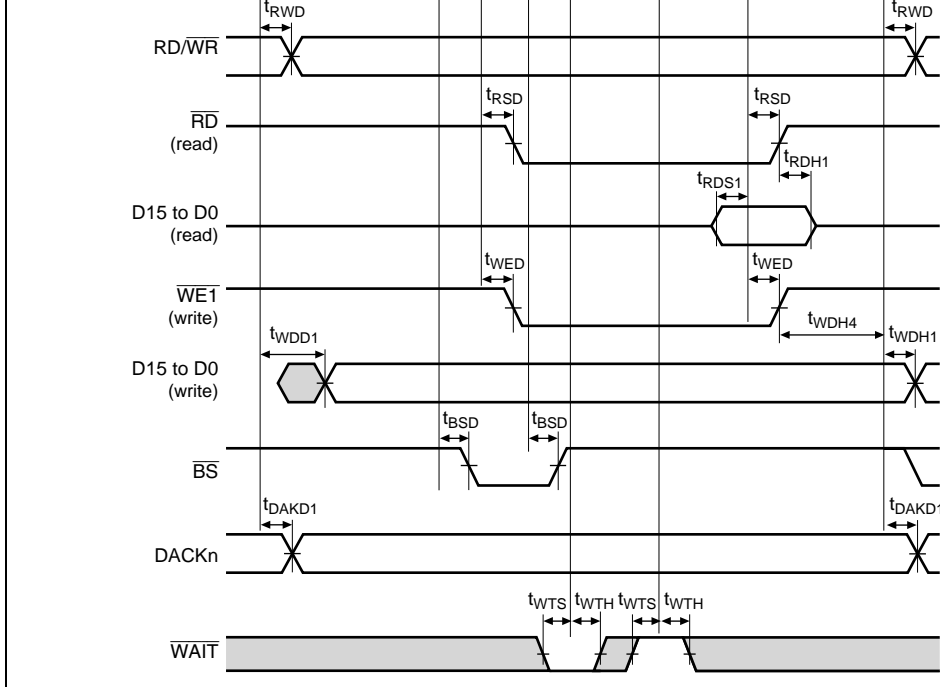 tRWD tRWD
RD/WR
tRSD tRSD
RD
(read)
tRDH1
tRDS1
D15 to D0
(read)
tWED tWED
WE1
(write)
tWDH4
tWDD1 tWDH1
D15 to D0
(write)
tBSD tBSD
BS
tDAKD1 tDAKD1
DACKn
tWTS tWTH tWTS tWTH
WAIT